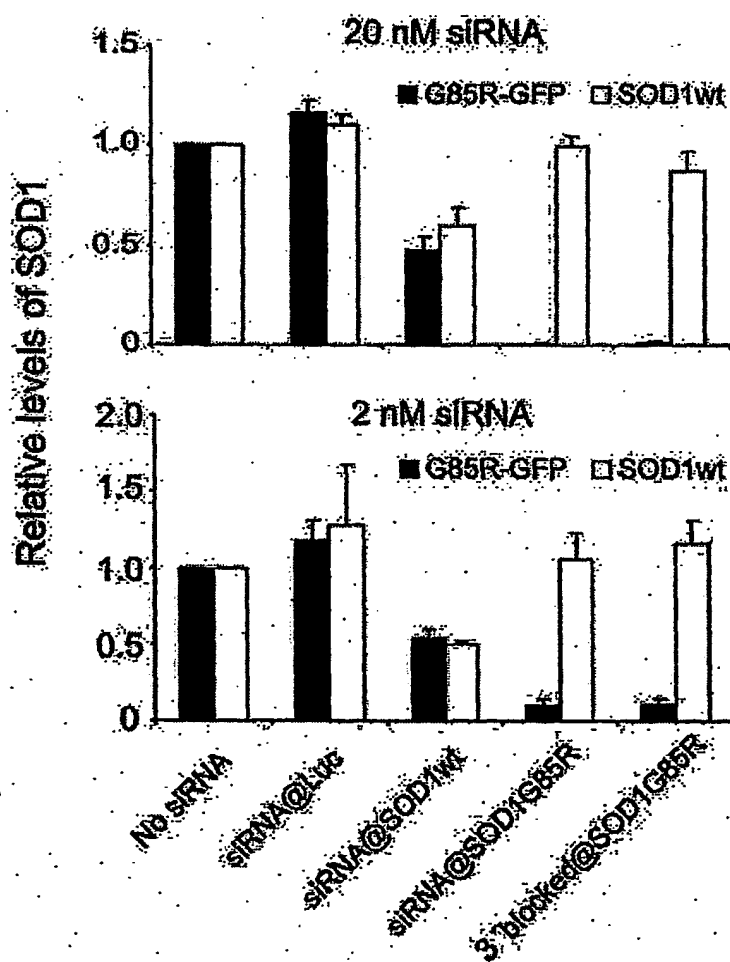 20 nM siRNA
G85R-GFP SOD1wt
1.5
1.0
0.5
0
Relative levels of SOD1
2 nM siRNA
G85R-GFP SOD1wt
2.0
1.5
1.0
0.5
0
No siRNA
siRNA@Luc
siRNA@SOD1wt
siRNA@SOD1G85R
3' blocked@SOD1G85R